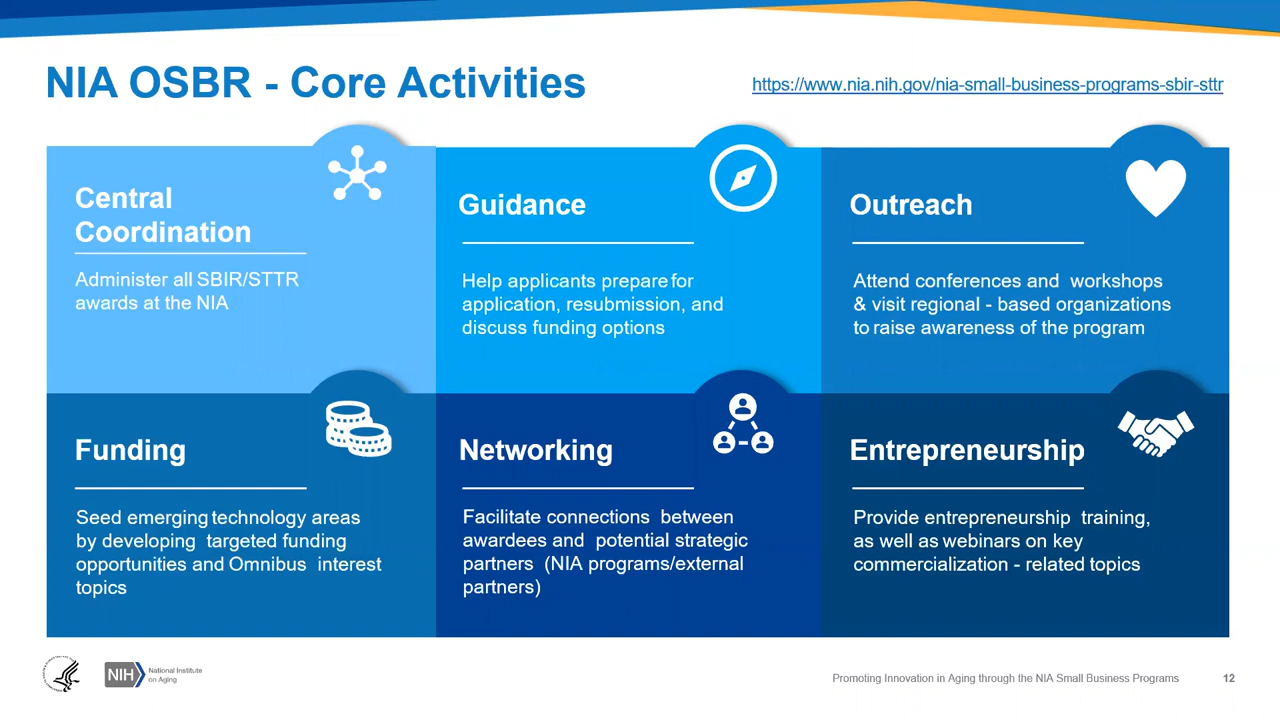 NIA OSBR - Core Activities
https://www.nia.nih.gov/nia-small-business-programs-sbir-sttr
Central
Coordination
Administer all SBIR/STTR
awards at the NIA
Guidance
Help applicants prepare for
application, resubmission, and
discuss funding options
Outreach
Attend conferences and workshops
& visit regional - based organizations
to raise awareness of the program
Funding
Seed emerging technology areas
by developing targeted funding
opportunities and Omnibus interest
topics
Networking
Facilitate connections between
awardees and potential strategic
partners (NIA programs/external
partners)
Entrepreneurship
Provide entrepreneurship training,
as well as webinars on key
commercialization - related topics
NIH
National Institute
on Aging
Promoting Innovation in Aging through the NIA Small Business Programs
12